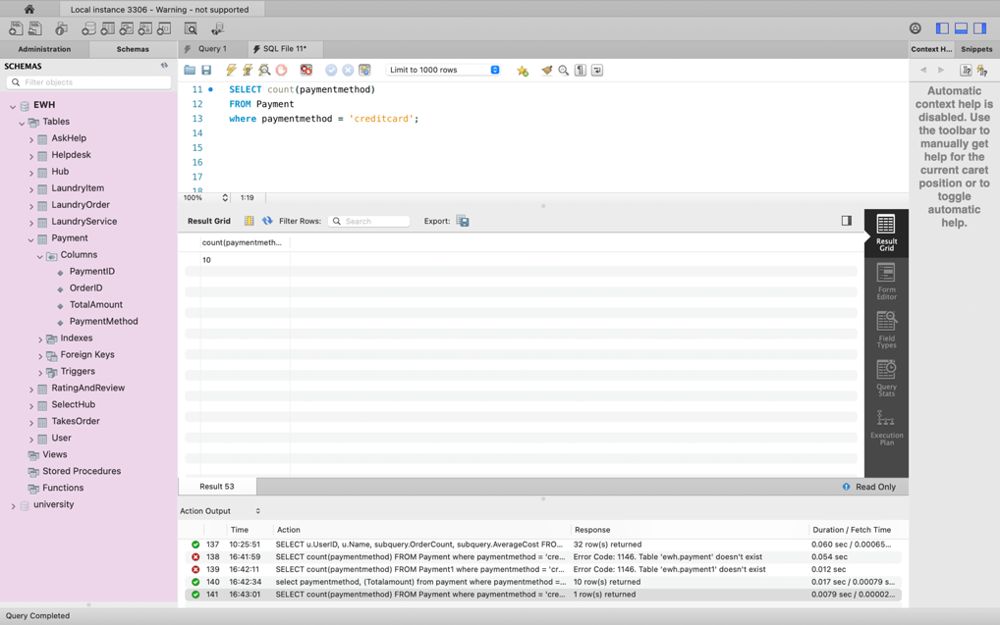 Local instance 3306 - Warning - not supported
Administration
Schemas
Query 1
SQL File 11*
Context H...
Snippets
SCHEMAS
Filter objects
EWH
Tables
AskHelp
Helpdesk
Hub
LaundryItem
LaundryOrder
LaundryService
Payment
Columns
PaymentID
OrderID
TotalAmount
PaymentMethod
Indexes
Foreign Keys
Triggers
RatingAndReview
SelectHub
TakesOrder
User
Views
Stored Procedures
Functions
university
Limit to 1000 rows
11 SELECT count(paymentmethod)
12 FROM Payment
13 where paymentmethod = 'creditcard';
14
15
16
17
18
100% 1:19
Result Grid Filter Rows: Search Export:
count(paymentmeth...
10
Result Grid
Form Editor
Field Types
Query Stats
Execution Plan
Automatic
context help is
disabled. Use
the toolbar to
manually get
help for the
current caret
position or to
toggle
automatic
help.
Result 53
Read Only
Action Output
Time Action Response Duration / Fetch Time
137 10:25:51 SELECT u.UserID, u.Name, subquery.OrderCount, subquery.AverageCost FRO... 32 row(s) returned 0.060 sec / 0.00065...
138 16:41:59 SELECT count(paymentmethod) FROM Payment where paymentmethod = 'cre... Error Code: 1146. Table 'ewh.payment' doesn't exist 0.054 sec
139 16:42:11 SELECT count(paymentmethod) FROM Payment1 where paymentmethod = 'cre... Error Code: 1146. Table 'ewh.payment1' doesn't exist 0.012 sec
140 16:42:34 select paymentmethod, (Totalamount) from payment where paymentmethod =... 10 row(s) returned 0.017 sec / 0.00079 s...
141 16:43:01 SELECT count(paymentmethod) FROM Payment where paymentmethod = 'cre... 1 row(s) returned 0.0079 sec / 0.00002...
Query Completed